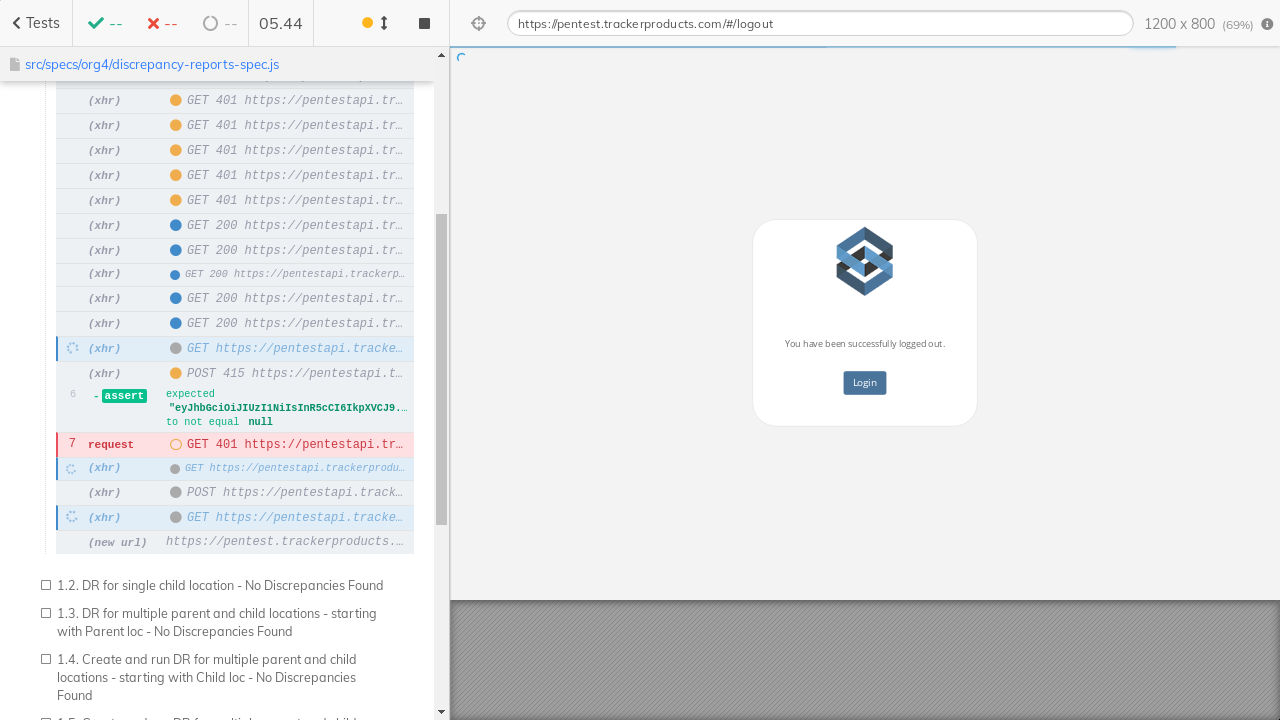 Tests
--
--
--
05.44
https://pentest.trackerproducts.com/#/logout
1200 x 800 (69%)
src/specs/org4/discrepancy-reports-spec.js
(xhr) GET 401 https://pentestapi.tr…
(xhr) GET 401 https://pentestapi.tr…
(xhr) GET 401 https://pentestapi.tr…
(xhr) GET 401 https://pentestapi.tr…
(xhr) GET 401 https://pentestapi.tr…
(xhr) GET 200 https://pentestapi.tr…
(xhr) GET 200 https://pentestapi.tr…
(xhr) GET 200 https://pentestapi.trackerp…
(xhr) GET 200 https://pentestapi.tr…
(xhr) GET 200 https://pentestapi.tr…
(xhr) GET https://pentestapi.tracke…
(xhr) POST 415 https://pentestapi.t…
6 -assert expected
"eyJhbGciOiJIUzI1NiIsInR5cCI6IkpXVCJ9.…
to not equal null
7 request GET 401 https://pentestapi.tr…
(xhr) GET https://pentestapi.trackerprodu…
(xhr) POST https://pentestapi.track…
(xhr) GET https://pentestapi.tracke…
(new url) https://pentest.trackerproducts.…
1.2. DR for single child location - No Discrepancies Found
1.3. DR for multiple parent and child locations - starting
with Parent loc - No Discrepancies Found
1.4. Create and run DR for multiple parent and child
locations - starting with Child loc - No Discrepancies
Found
You have been successfully logged out.
Login